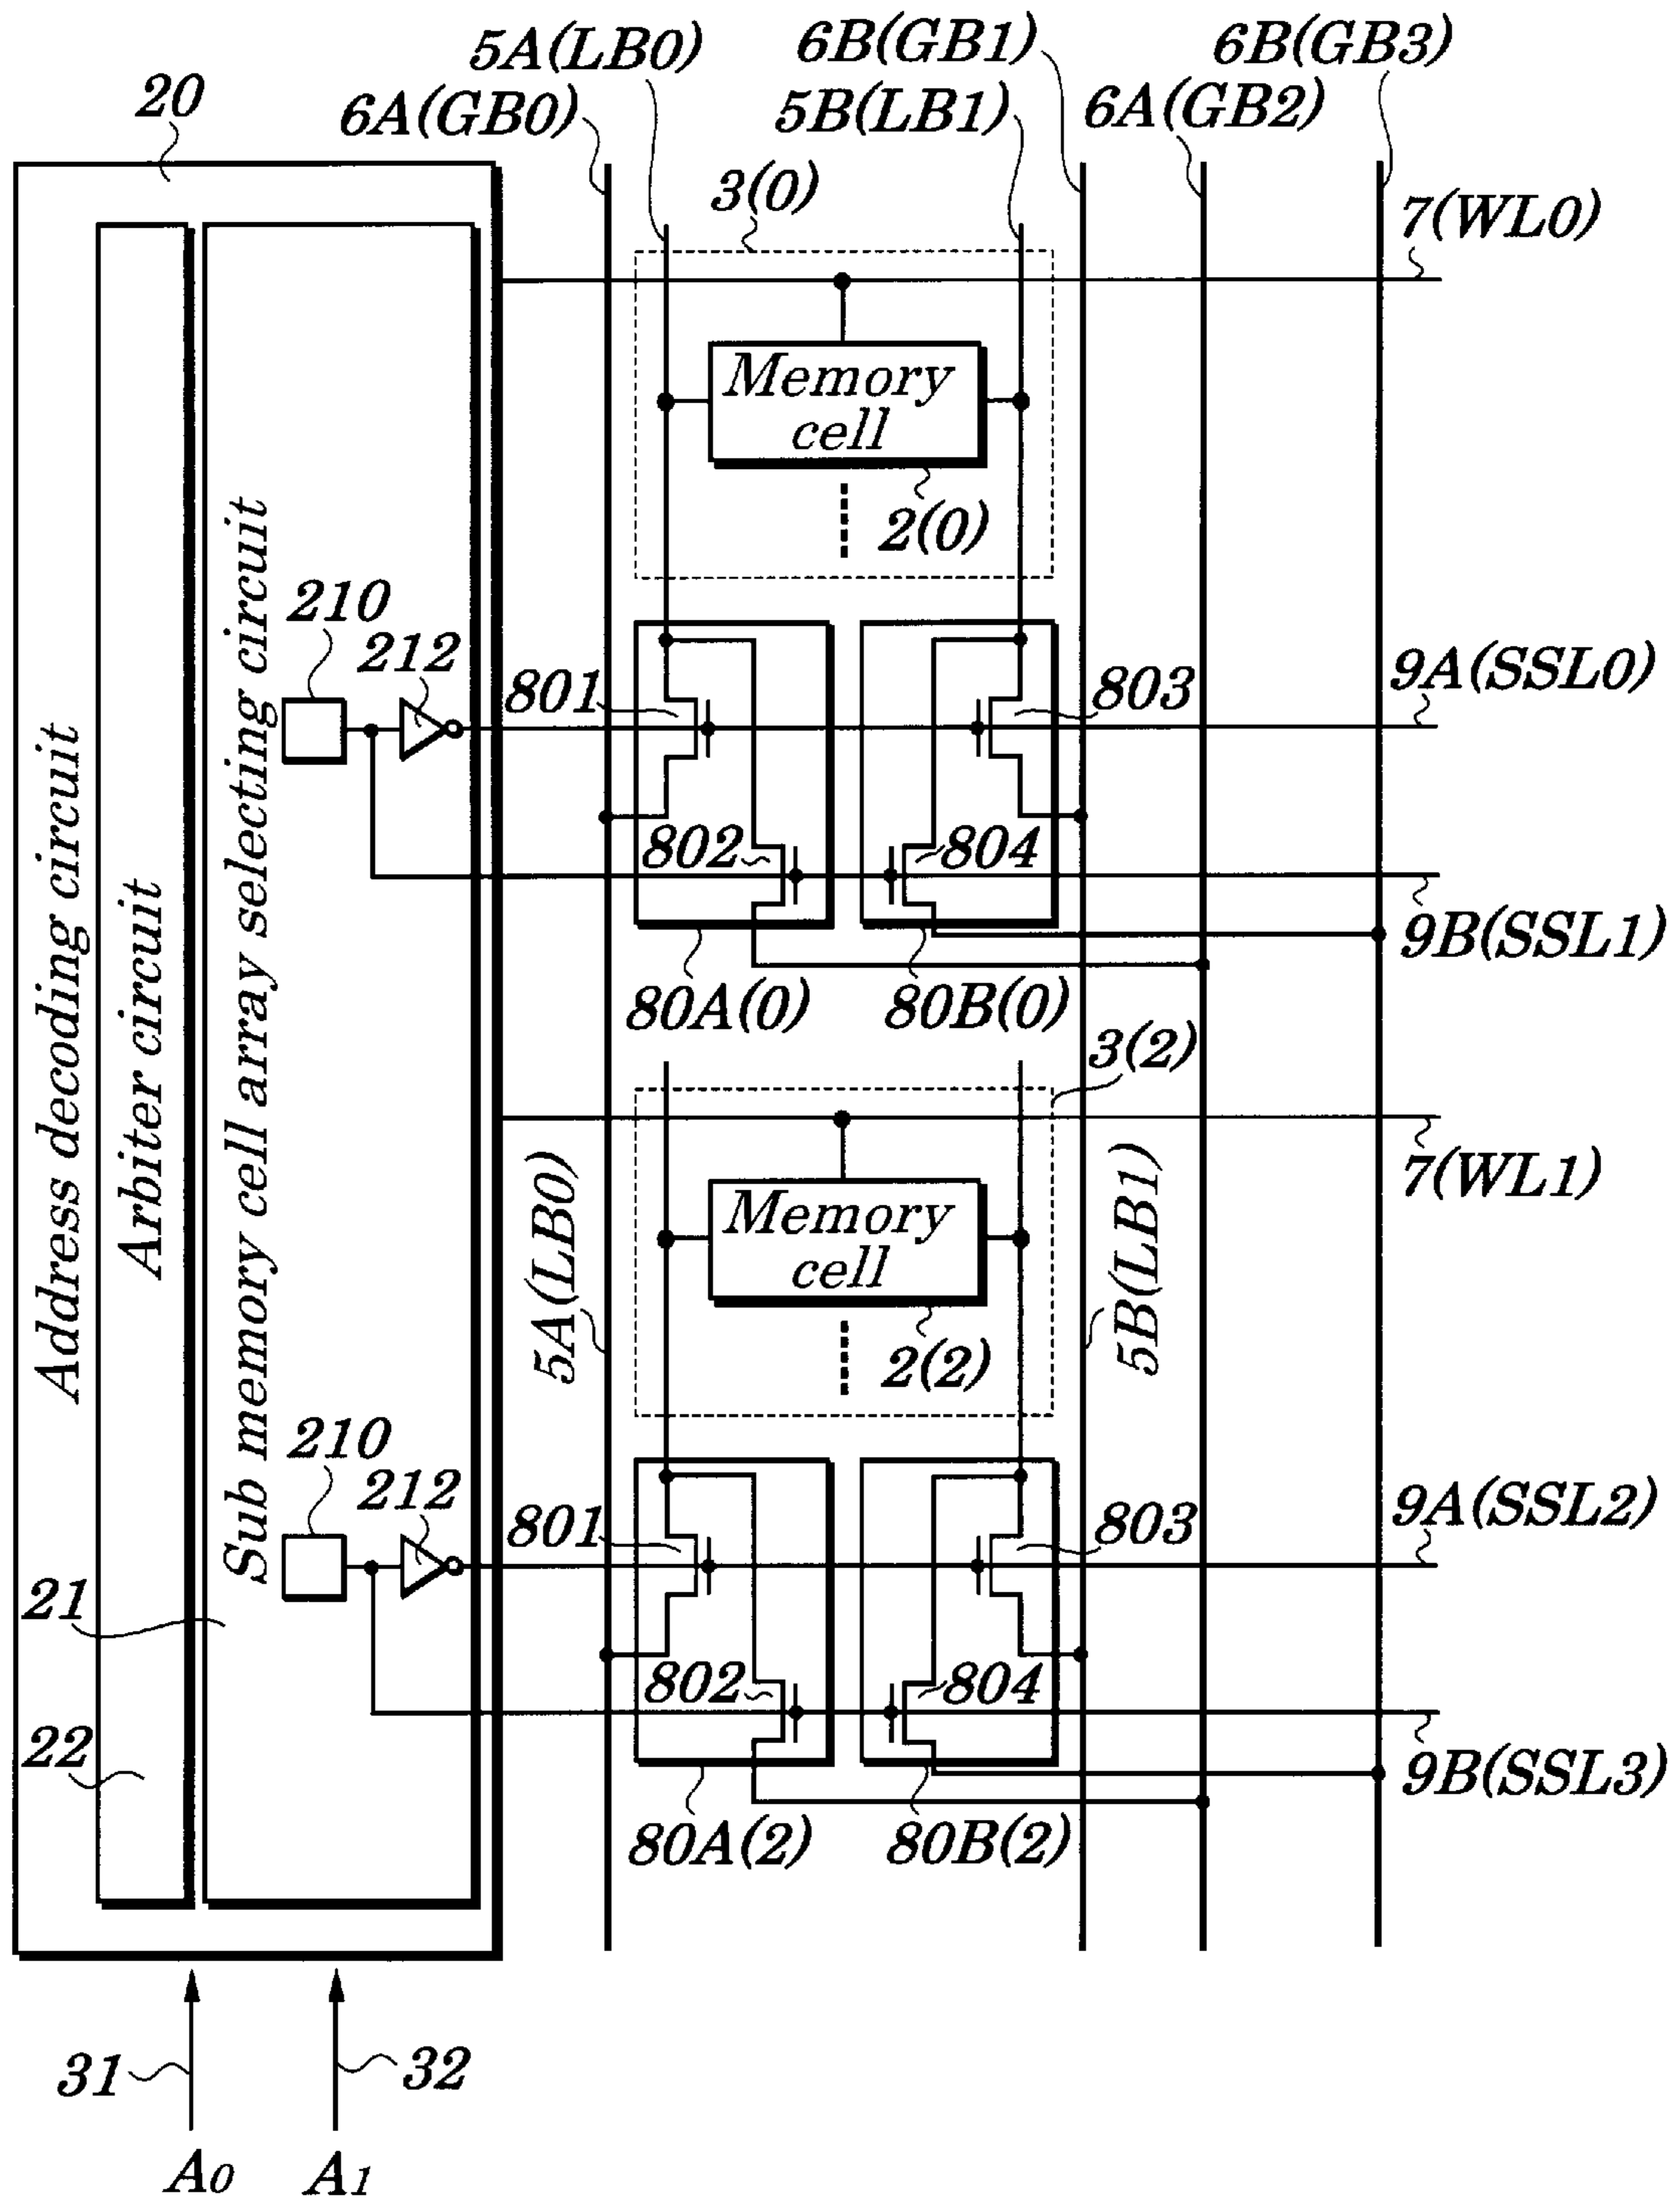 5A(LB0)
6B(GB1)
6B(GB3)
20
6A(GB0)
5B(LB1)
6A(GB2)
3(0)
7(WL0)
Memory
cell
2(0)
210
212
801
803
9A(SSL0)
802
804
9B(SSL1)
80A(0)
80B(0)
3(2)
Address decoding circuit
Arbiter circuit
Sub memory cell array selecting circuit
7(WL1)
5A(LB0)
5B(LB1)
Memory
cell
2(2)
210
212
801
803
9A(SSL2)
21
802
804
22
9B(SSL3)
80A(2)
80B(2)
31
32
A0
A1